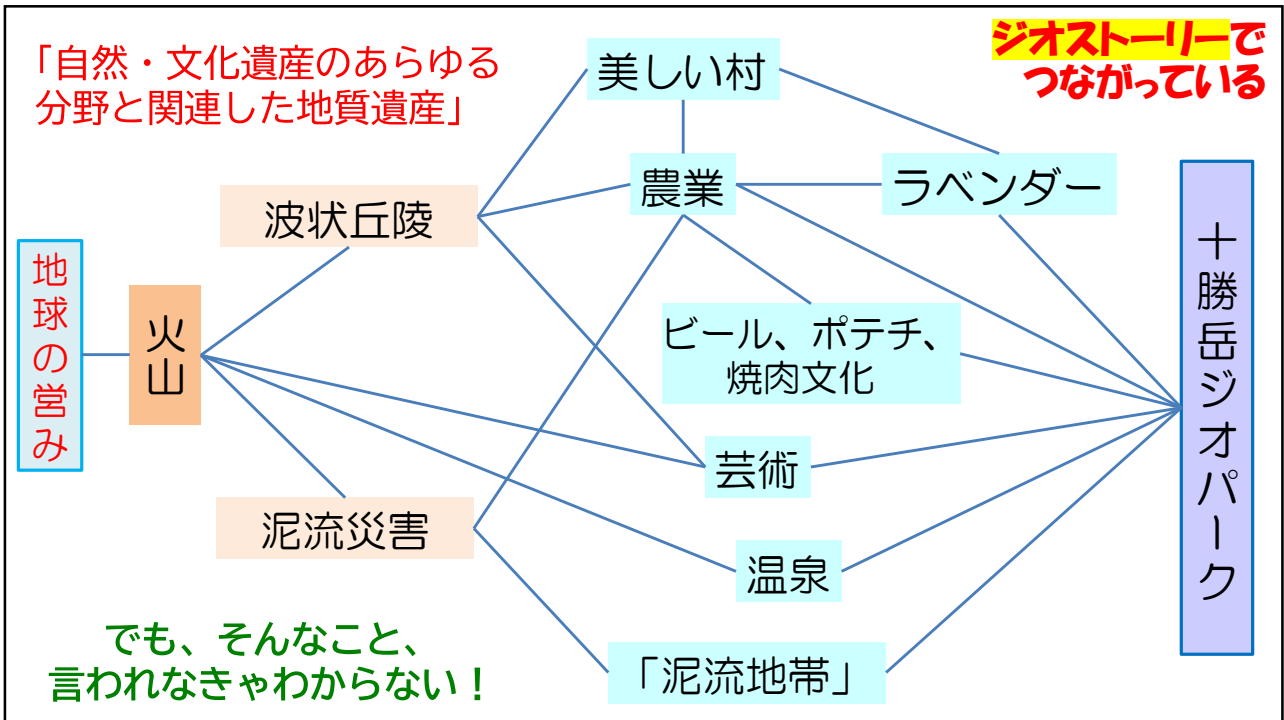 「自然・文化遺産のあらゆる
分野と関連した地質遺産」
ジオストーリーで
つながっている
美しい村
農業
ラベンダー
波状丘陵
地球の営み
火山
ビール、ポテチ、
焼肉文化
芸術
泥流災害
温泉
「泥流地帯」
十勝岳ジオパーク
でも、そんなこと、
言われなきゃわからない！